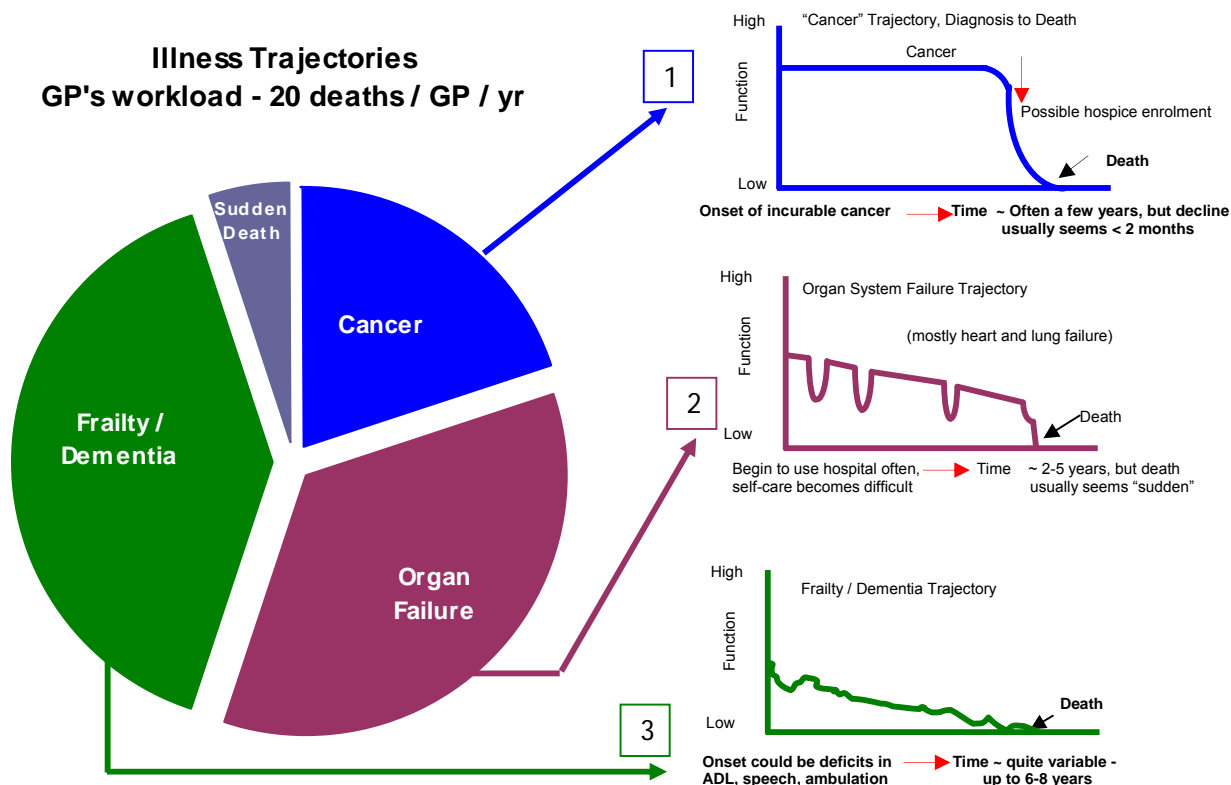 Illness Trajectories
GP's workload - 20 deaths / GP / yr
Sudden
Death
Cancer
Frailty /
Dementia
Organ
Failure
1
High
“Cancer” Trajectory, Diagnosis to Death
Cancer
Function
Possible hospice enrolment
Death
Low
Onset of incurable cancer
Time ~ Often a few years, but decline
usually seems < 2 months
2
High
Organ System Failure Trajectory
(mostly heart and lung failure)
Function
Death
Low
Begin to use hospital often,
self-care becomes difficult
Time ~ 2-5 years, but death
usually seems “sudden”
3
High
Frailty / Dementia Trajectory
Function
Death
Low
Onset could be deficits in
ADL, speech, ambulation
Time ~ quite variable -
up to 6-8 years